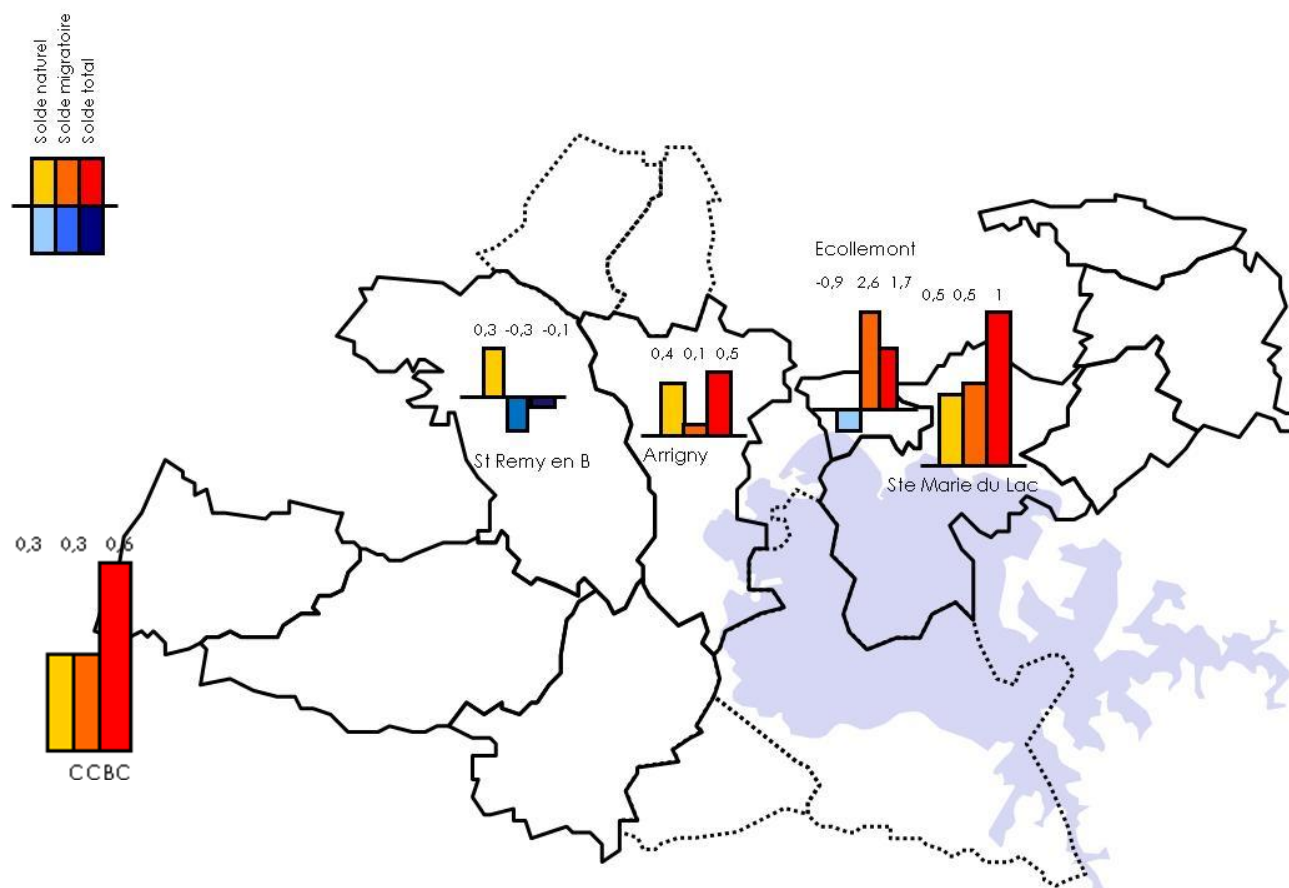 Solde naturel
Solde migratoire
Solde total
Ecollemont
-0,9 2,6 1,7
0,5 0,5 1
0,3 -0,3 -0,1
0,4 0,1 0,5
St Remy en B
Arrigny
Ste Marie du Lac
0,3 0,3 0,6
CCBC